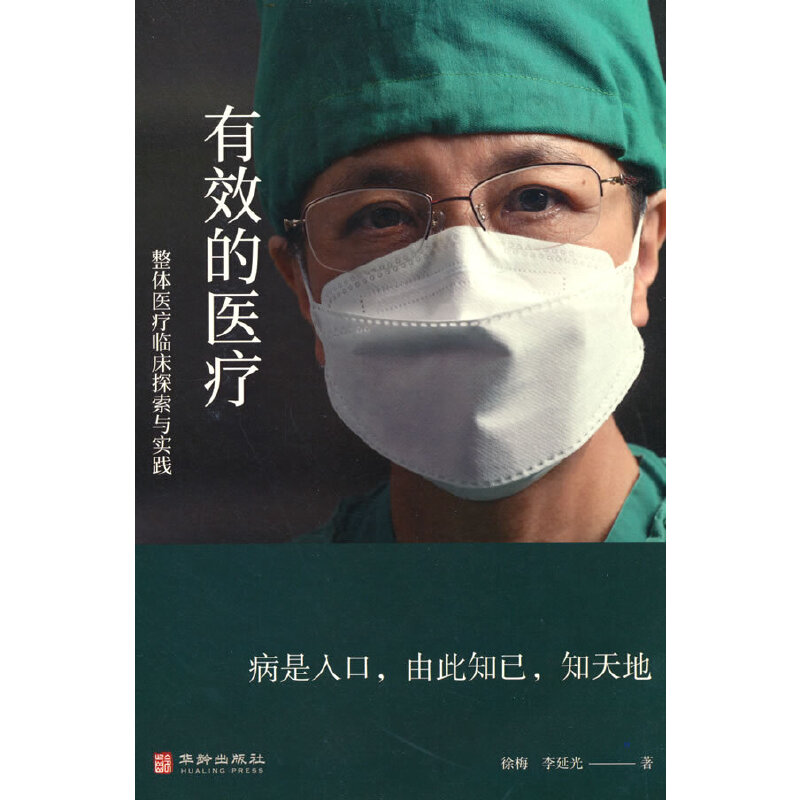 有效的医疗
整体医疗临床探索与实践
病是入口，由此知已，知天地
华龄出版社
HUALING PRESS
徐梅 李延光——著